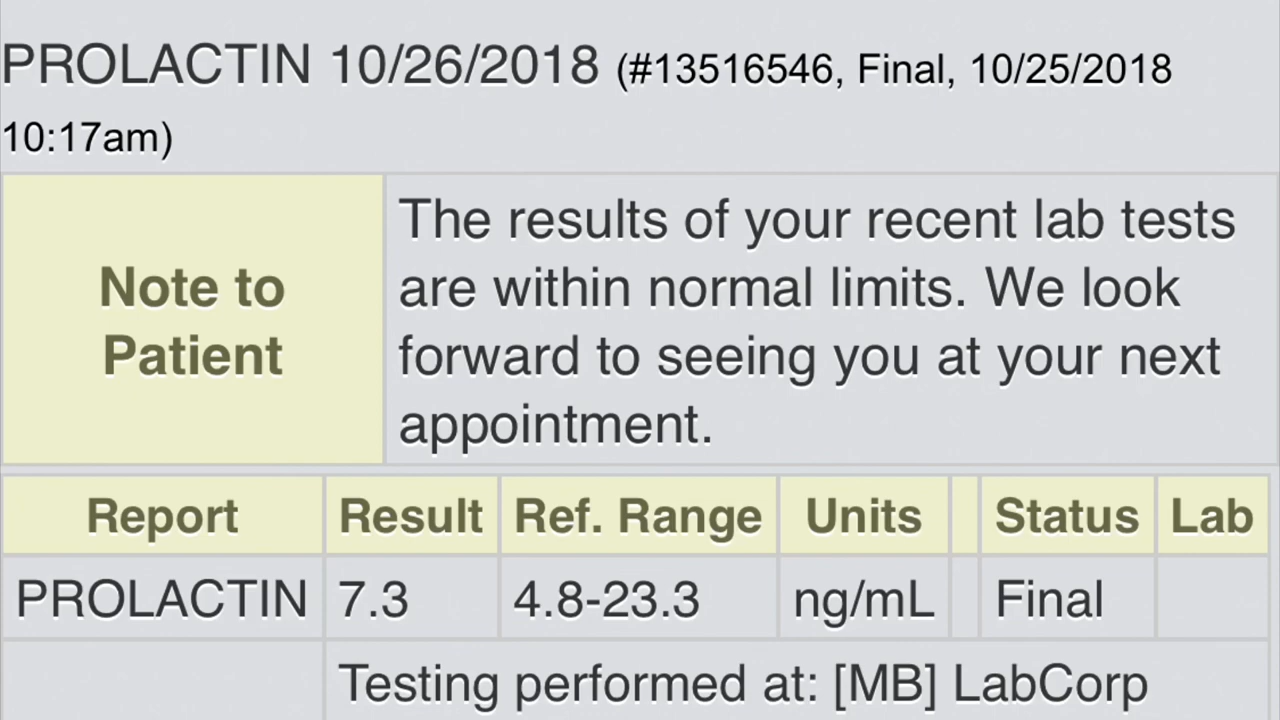 PROLACTIN 10/26/2018 (#13516546, Final, 10/25/2018
10:17am)
Note to
Patient
The results of your recent lab tests
are within normal limits. We look
forward to seeing you at your next
appointment.
Report Result Ref. Range Units Status Lab
PROLACTIN 7.3 4.8-23.3 ng/mL Final
Testing performed at: [MB] LabCorp